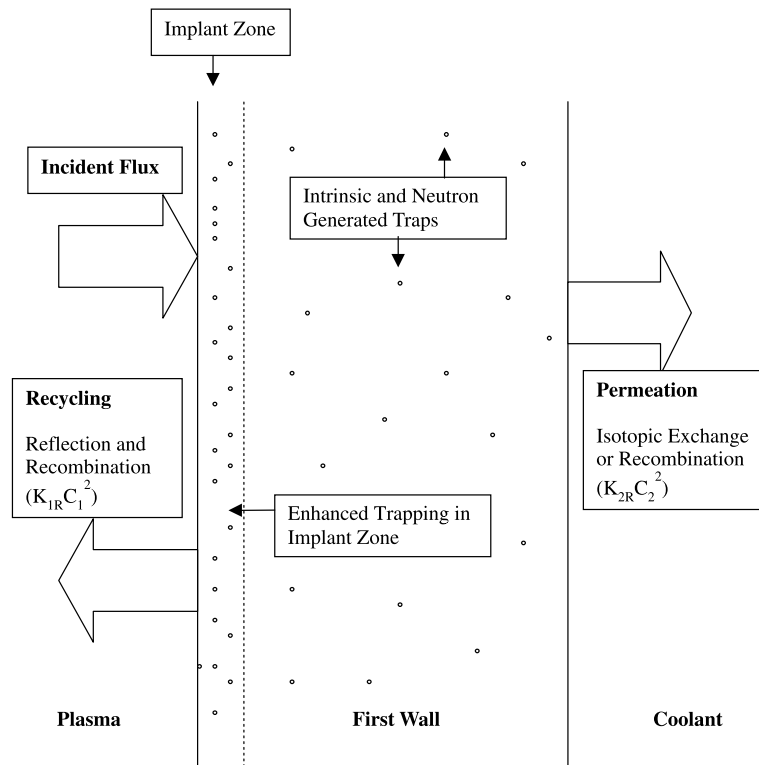 Implant Zone
Incident Flux
Intrinsic and Neutron
Generated Traps
Recycling
Reflection and
Recombination
(K₁RC₁²)
Permeation
Isotopic Exchange
or Recombination
(K₂RC₂²)
Enhanced Trapping in
Implant Zone
Plasma
First Wall
Coolant